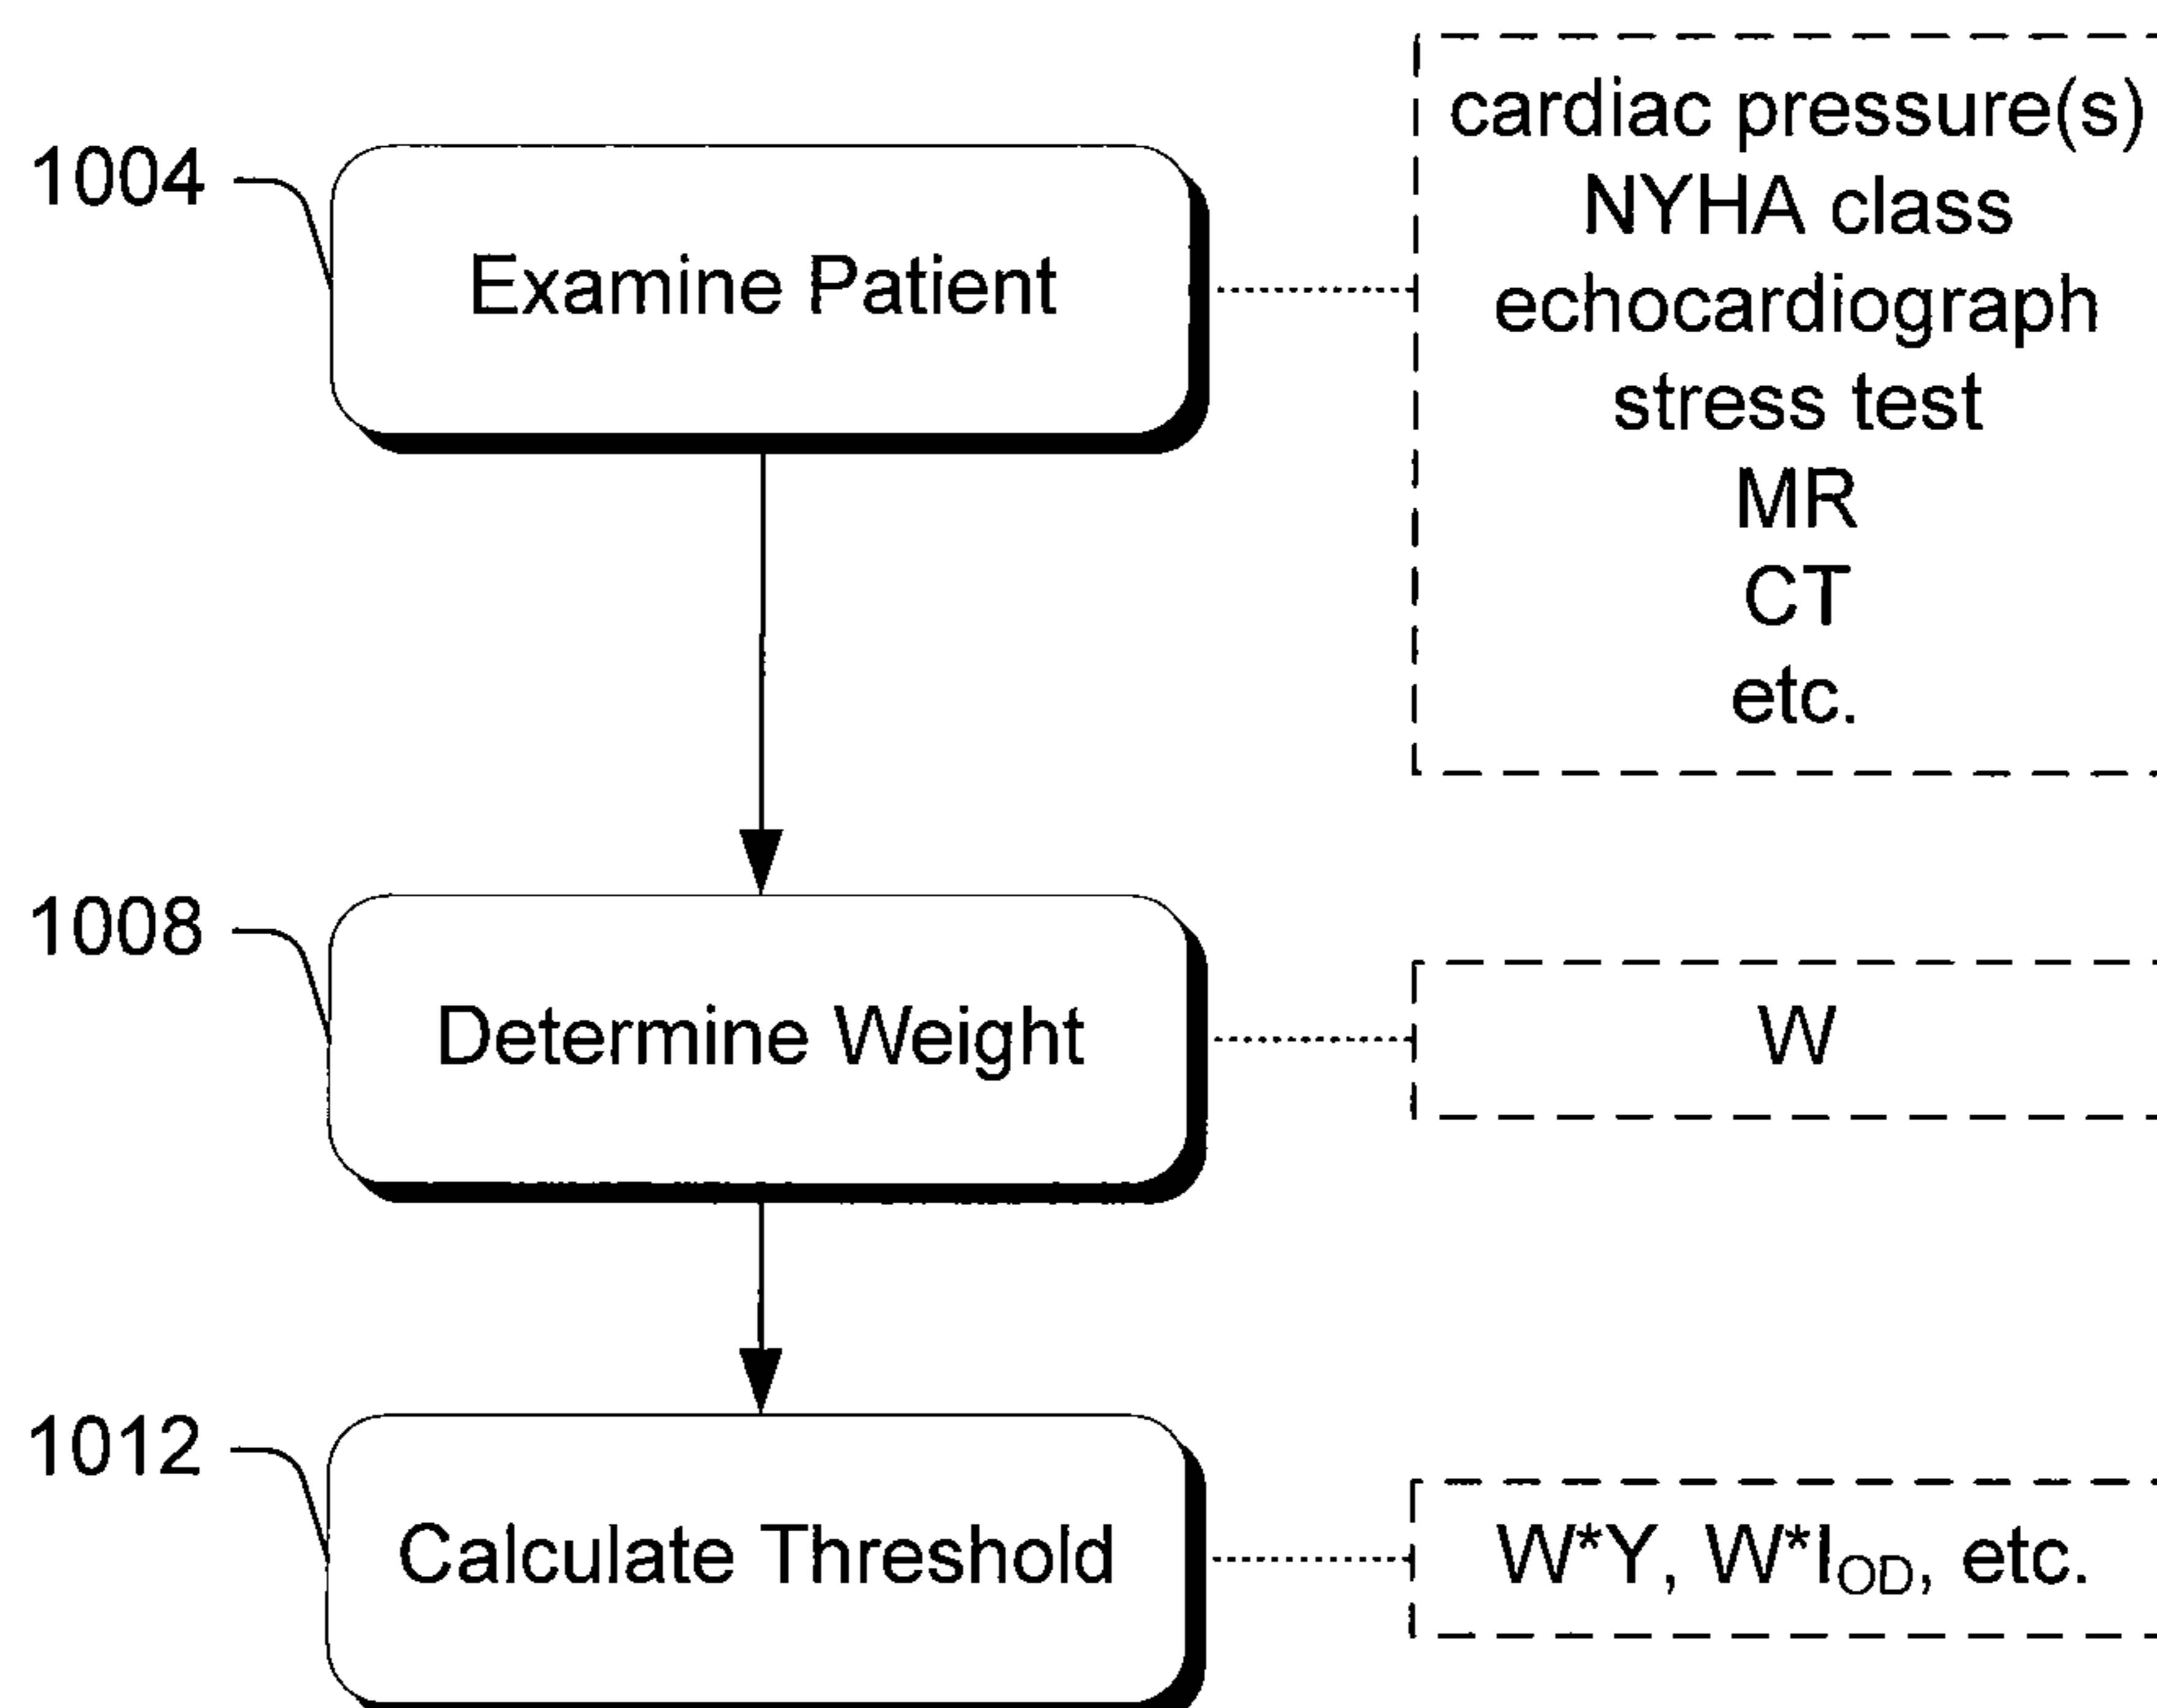 1004
Examine Patient
cardiac pressure(s)
NYHA class
echocardiograph
stress test
MR
CT
etc.
1008
Determine Weight
W
1012
Calculate Threshold
W*Y, W*I_OD, etc.